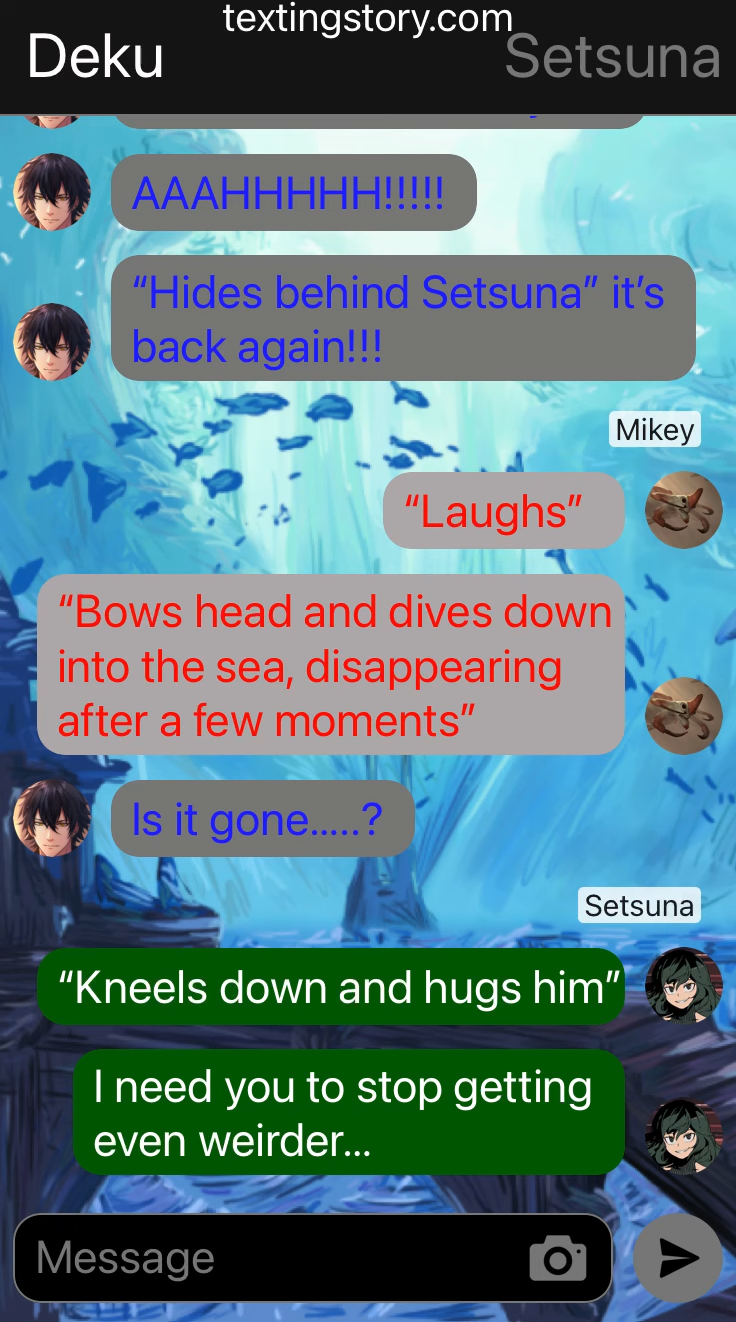 textingstory.com
Deku
Setsuna
AAAHHHHH!!!!!
“Hides behind Setsuna” it’s
back again!!!
Mikey
“Laughs”
“Bows head and dives down
into the sea, disappearing
after a few moments”
Is it gone.....?
Setsuna
“Kneels down and hugs him”
I need you to stop getting
even weirder...
Message